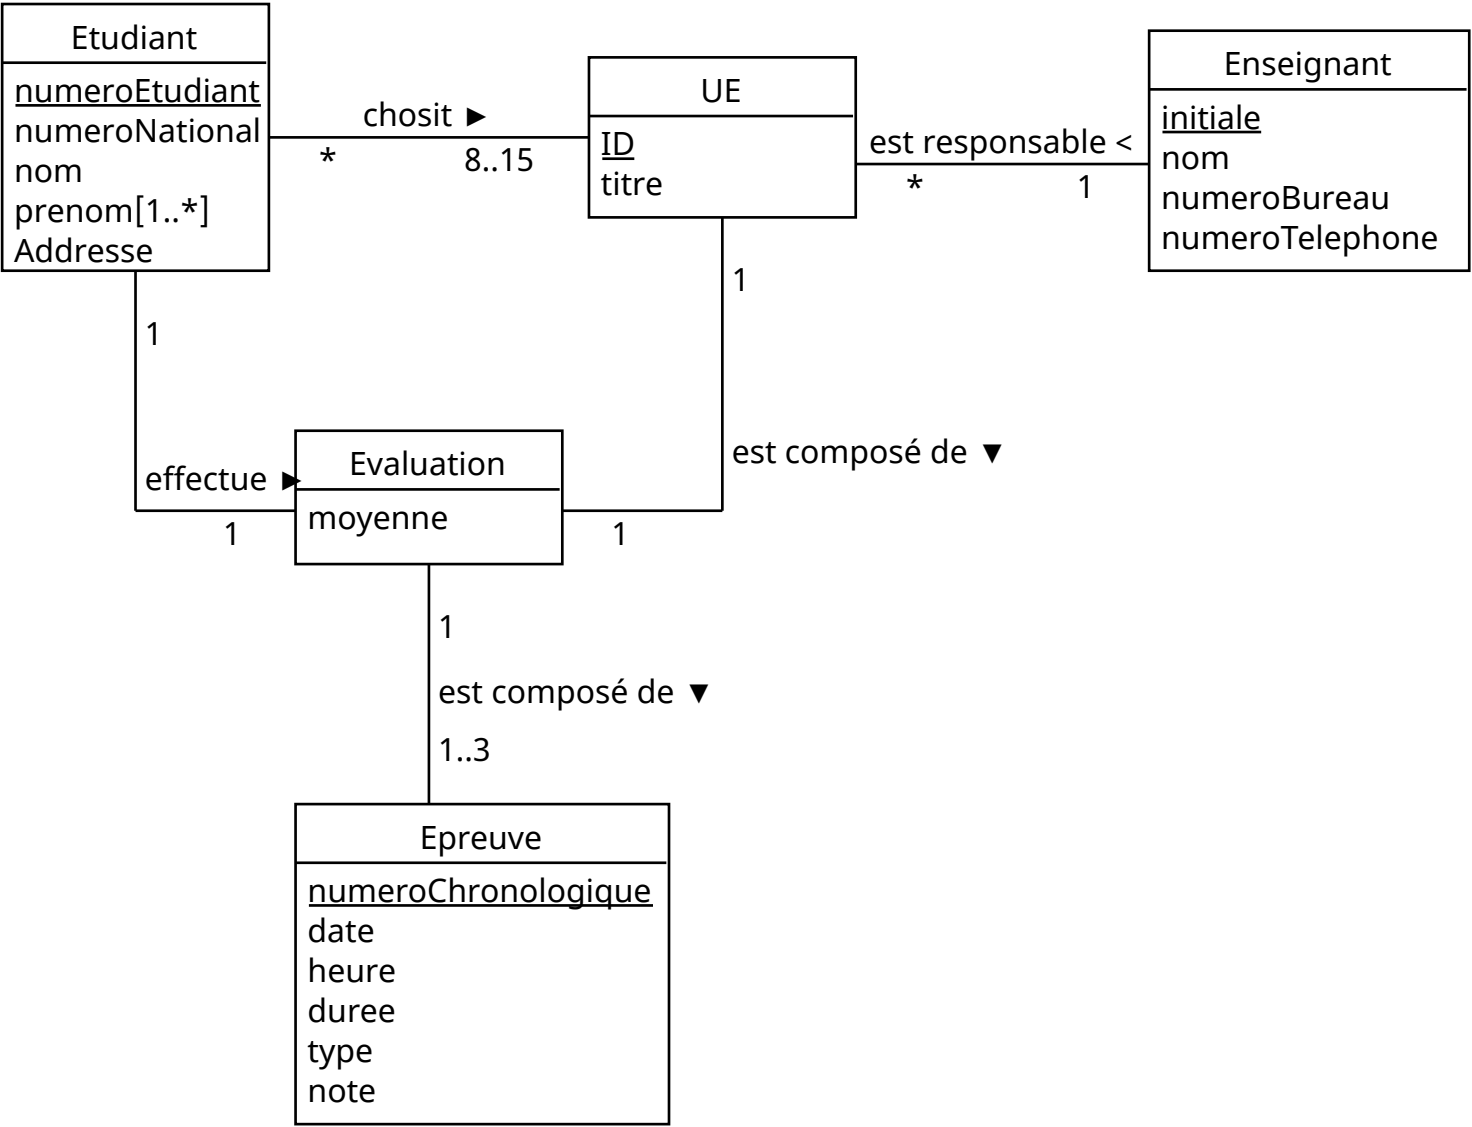 Etudiant
numeroEtudiant
numeroNational
nom
prenom[1..*]
Addresse
chosit ►
*
8..15
UE
ID
titre
est responsable <
*
1
Enseignant
initiale
nom
numeroBureau
numeroTelephone
1
effectue ►
1
1
est composé de ▼
1
Evaluation
moyenne
1
est composé de ▼
1..3
Epreuve
numeroChronologique
date
heure
duree
type
note